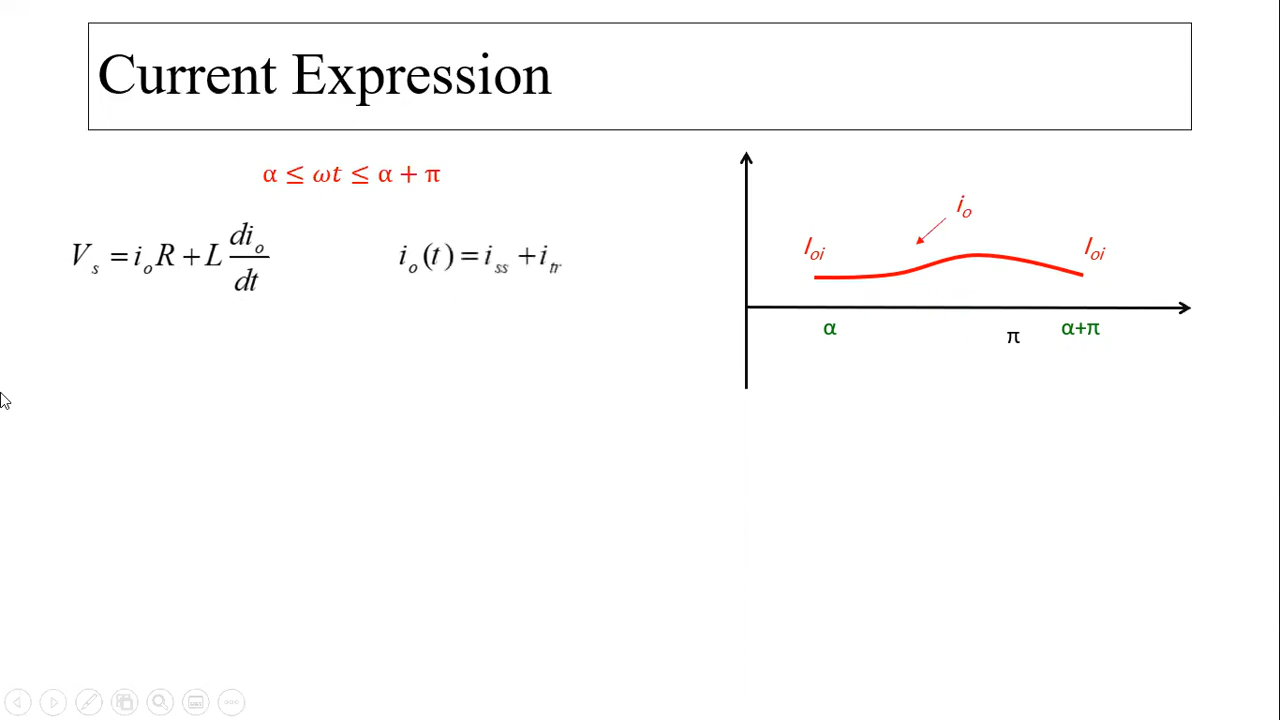 Current Expression
α ≤ ωt ≤ α + π
V_s = i_o R + L di_o/dt
i_o(t) = i_ss + i_tr
i_o
I_oi
I_oi
α
π
α+π